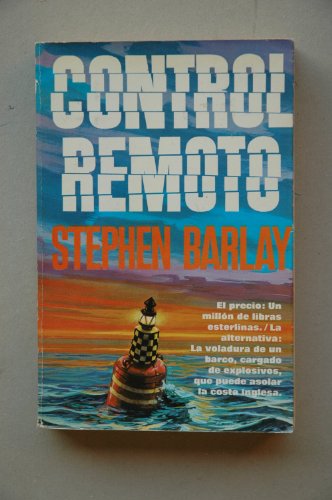 CONTROL
REMOTO
STEPHEN BARLAY
El precio: Un
millón de libras
esterlinas./La
alternativa:
La voladura de un
barco, cargado
de explosivos,
que puede asolar
la costa inglesa.